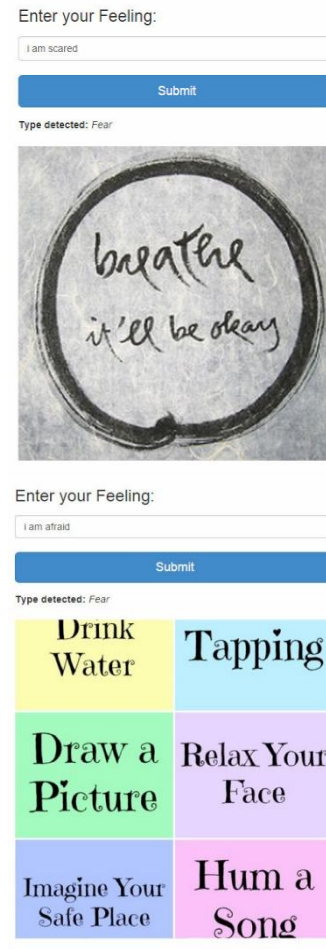 Enter your Feeling:
i am scared
Submit
Type detected: Fear
breathe
it'll be okay
Enter your Feeling:
i am afraid
Submit
Type detected: Fear
Drink
Water
Tapping
Draw a
Picture
Relax Your
Face
Imagine Your
Safe Place
Hum a
Song